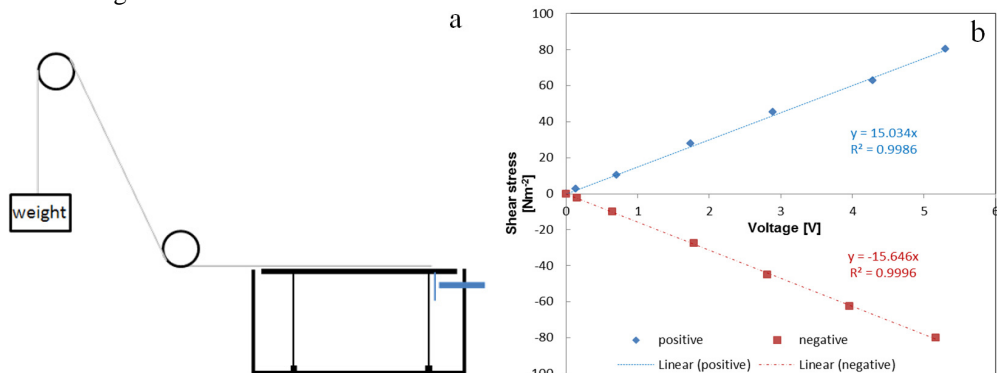 a
weight
b
100
80
60
40
20
0
-20
-40
-60
-80
-100
0
1
2
3
4
5
6
Shear stress
[Nm-2]
Voltage [V]
y = 15.034x
R² = 0.9986
y = -15.646x
R² = 0.9996
positive
negative
Linear (positive)
Linear (negative)